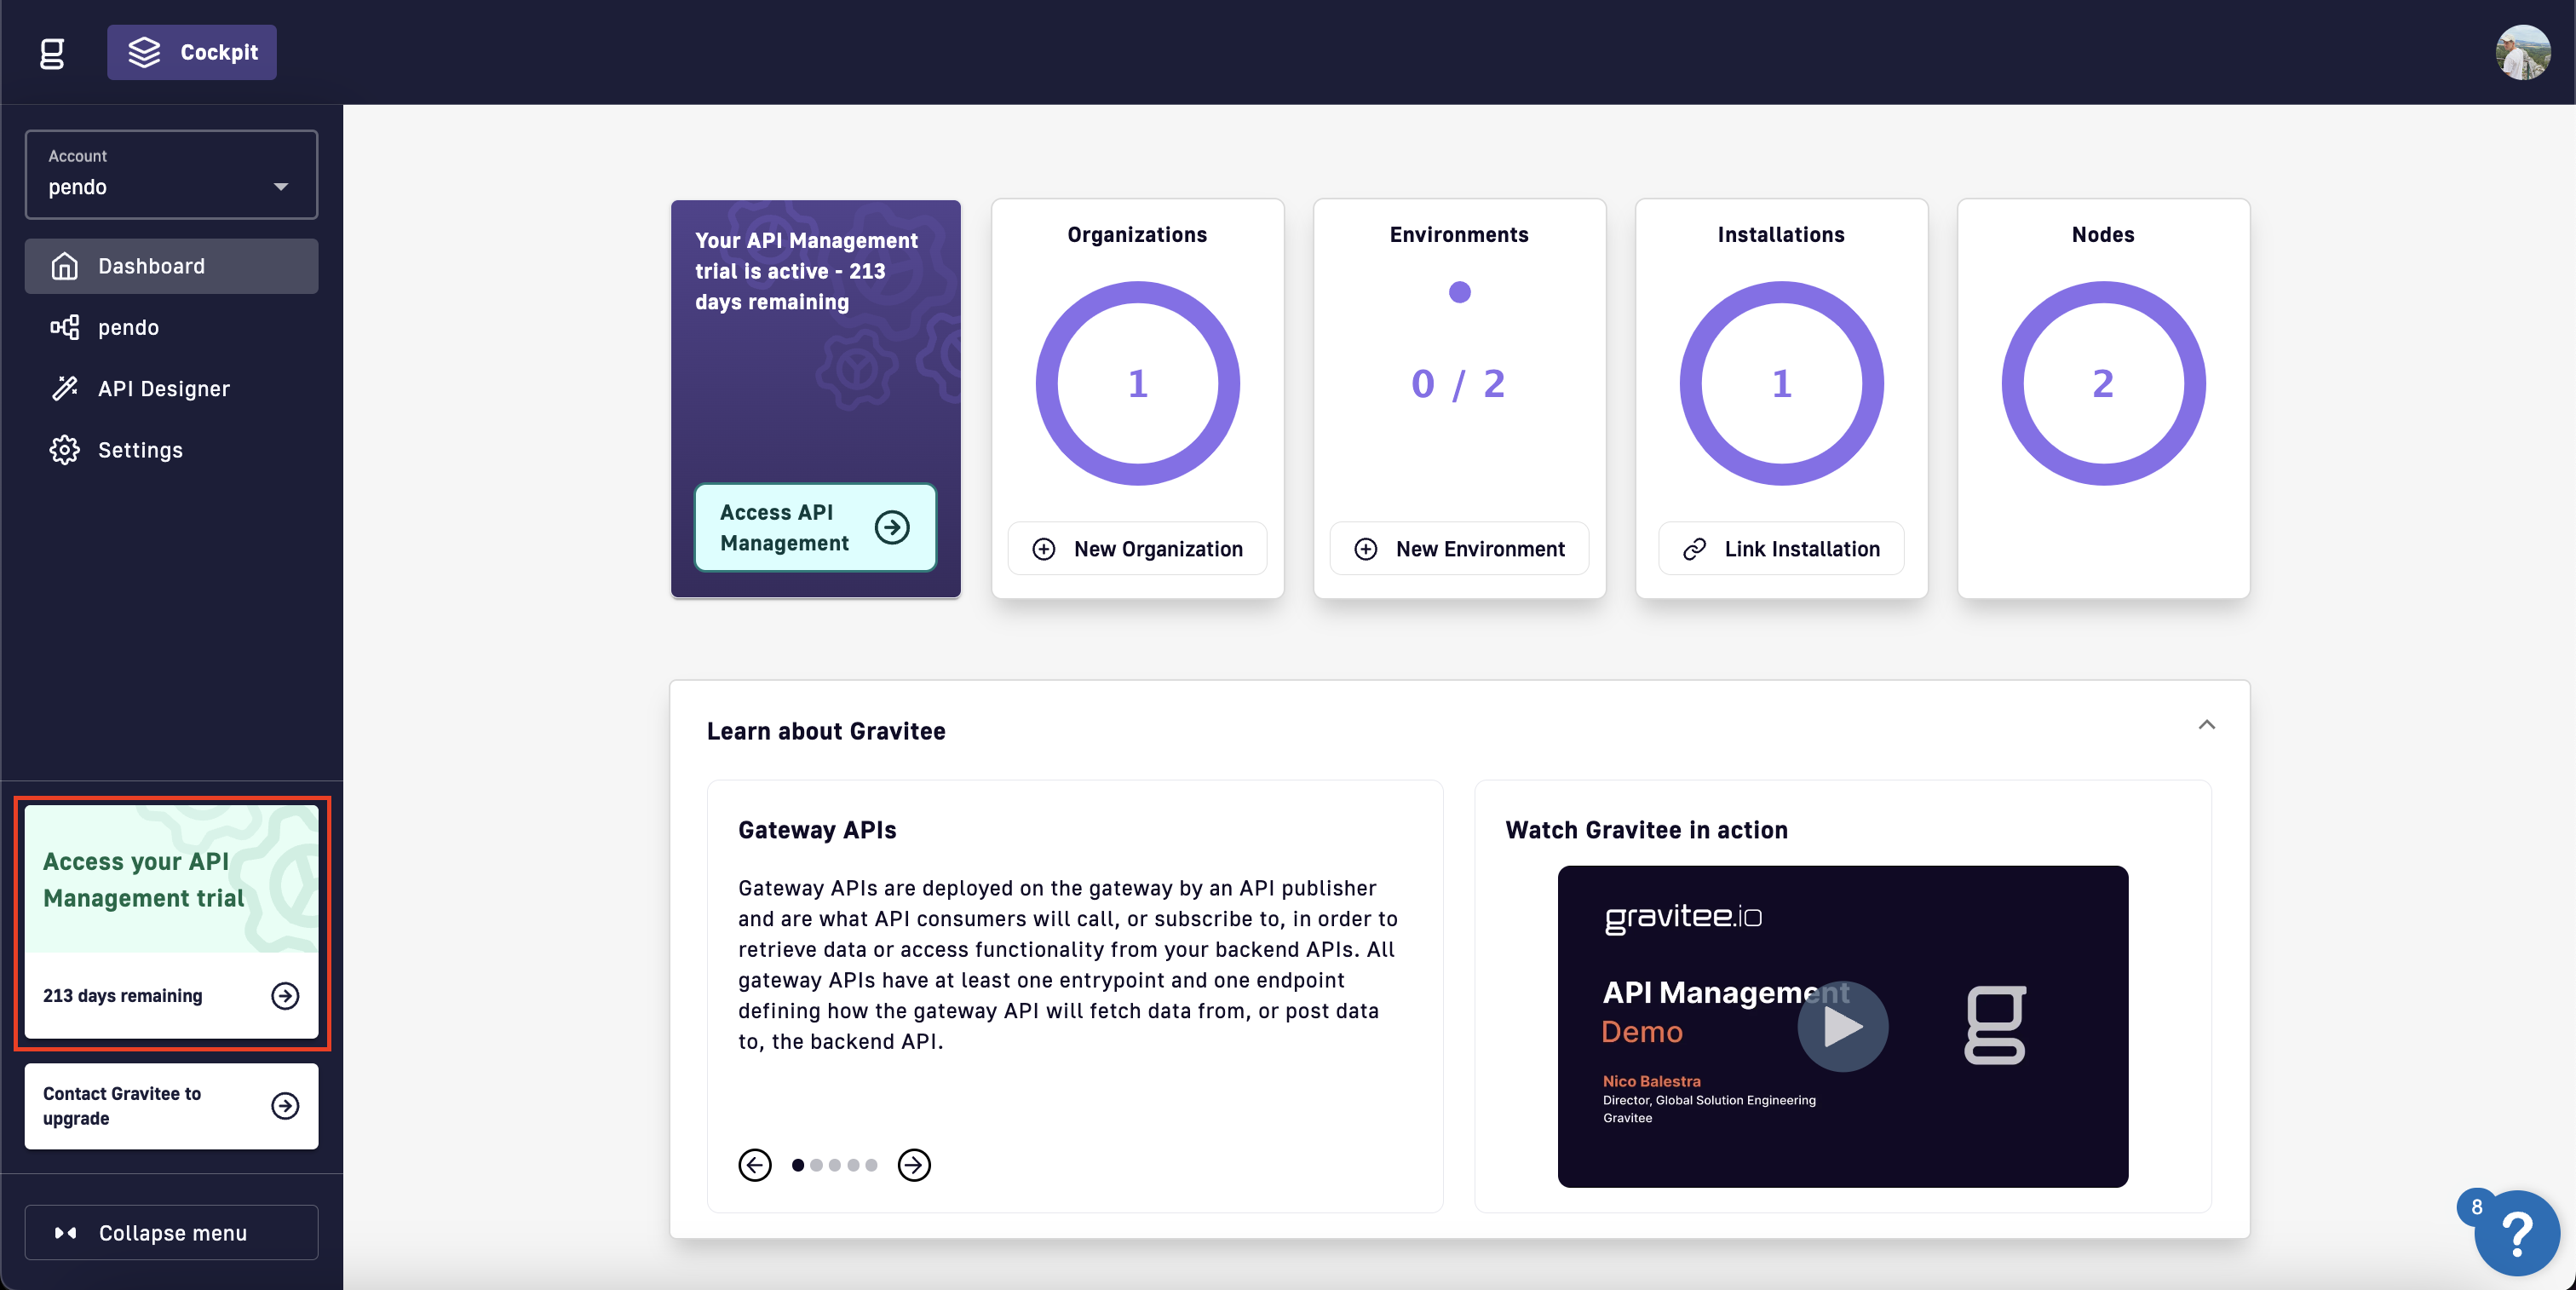 g
Cockpit
Account
pendo
Dashboard
pendo
API Designer
Settings
Access your API
Management trial
213 days remaining
Contact Gravitee to
upgrade
Collapse menu
Your API Management
trial is active - 213
days remaining
Access API
Management
Organizations
1
New Organization
Environments
0 / 2
New Environment
Installations
1
Link Installation
Nodes
2
Learn about Gravitee
Gateway APIs
Gateway APIs are deployed on the gateway by an API publisher
and are what API consumers will call, or subscribe to, in order to
retrieve data or access functionality from your backend APIs. All
gateway APIs have at least one entrypoint and one endpoint
defining how the gateway API will fetch data from, or post data
to, the backend API.
Watch Gravitee in action
gravitee.io
API Management
Demo
g
Nico Balestra
Director, Global Solution Engineering
Gravitee
8
?